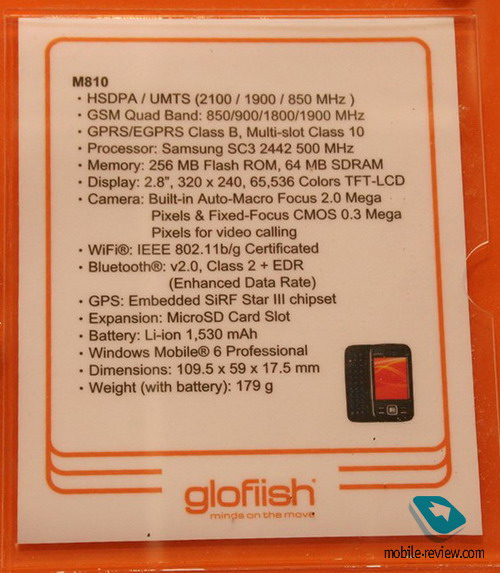 M810
· HSDPA / UMTS (2100 / 1900 / 850 MHz )
· GSM Quad Band: 850/900/1800/1900 MHz
· GPRS/EGPRS Class B, Multi-slot Class 10
· Processor: Samsung SC3 2442 500 MHz
· Memory: 256 MB Flash ROM, 64 MB SDRAM
· Display: 2.8", 320 x 240, 65,536 Colors TFT-LCD
· Camera: Built-in Auto-Macro Focus 2.0 Mega
Pixels & Fixed-Focus CMOS 0.3 Mega
Pixels for video calling
· WiFi®: IEEE 802.11b/g Certificated
· Bluetooth®: v2.0, Class 2 + EDR
(Enhanced Data Rate)
· GPS: Embedded SiRF Star III chipset
· Expansion: MicroSD Card Slot
· Battery: Li-ion 1,530 mAh
· Windows Mobile® 6 Professional
· Dimensions: 109.5 x 59 x 17.5 mm
· Weight (with battery): 179 g
glofiish
minds on the move
mobile-review.com